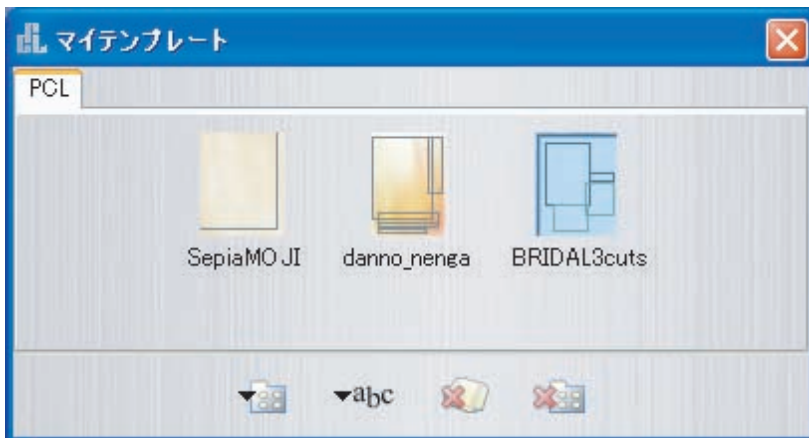 マイテンプレート
PCL
SepiaMOJI danno_nenga BRIDAL3cuts
abc